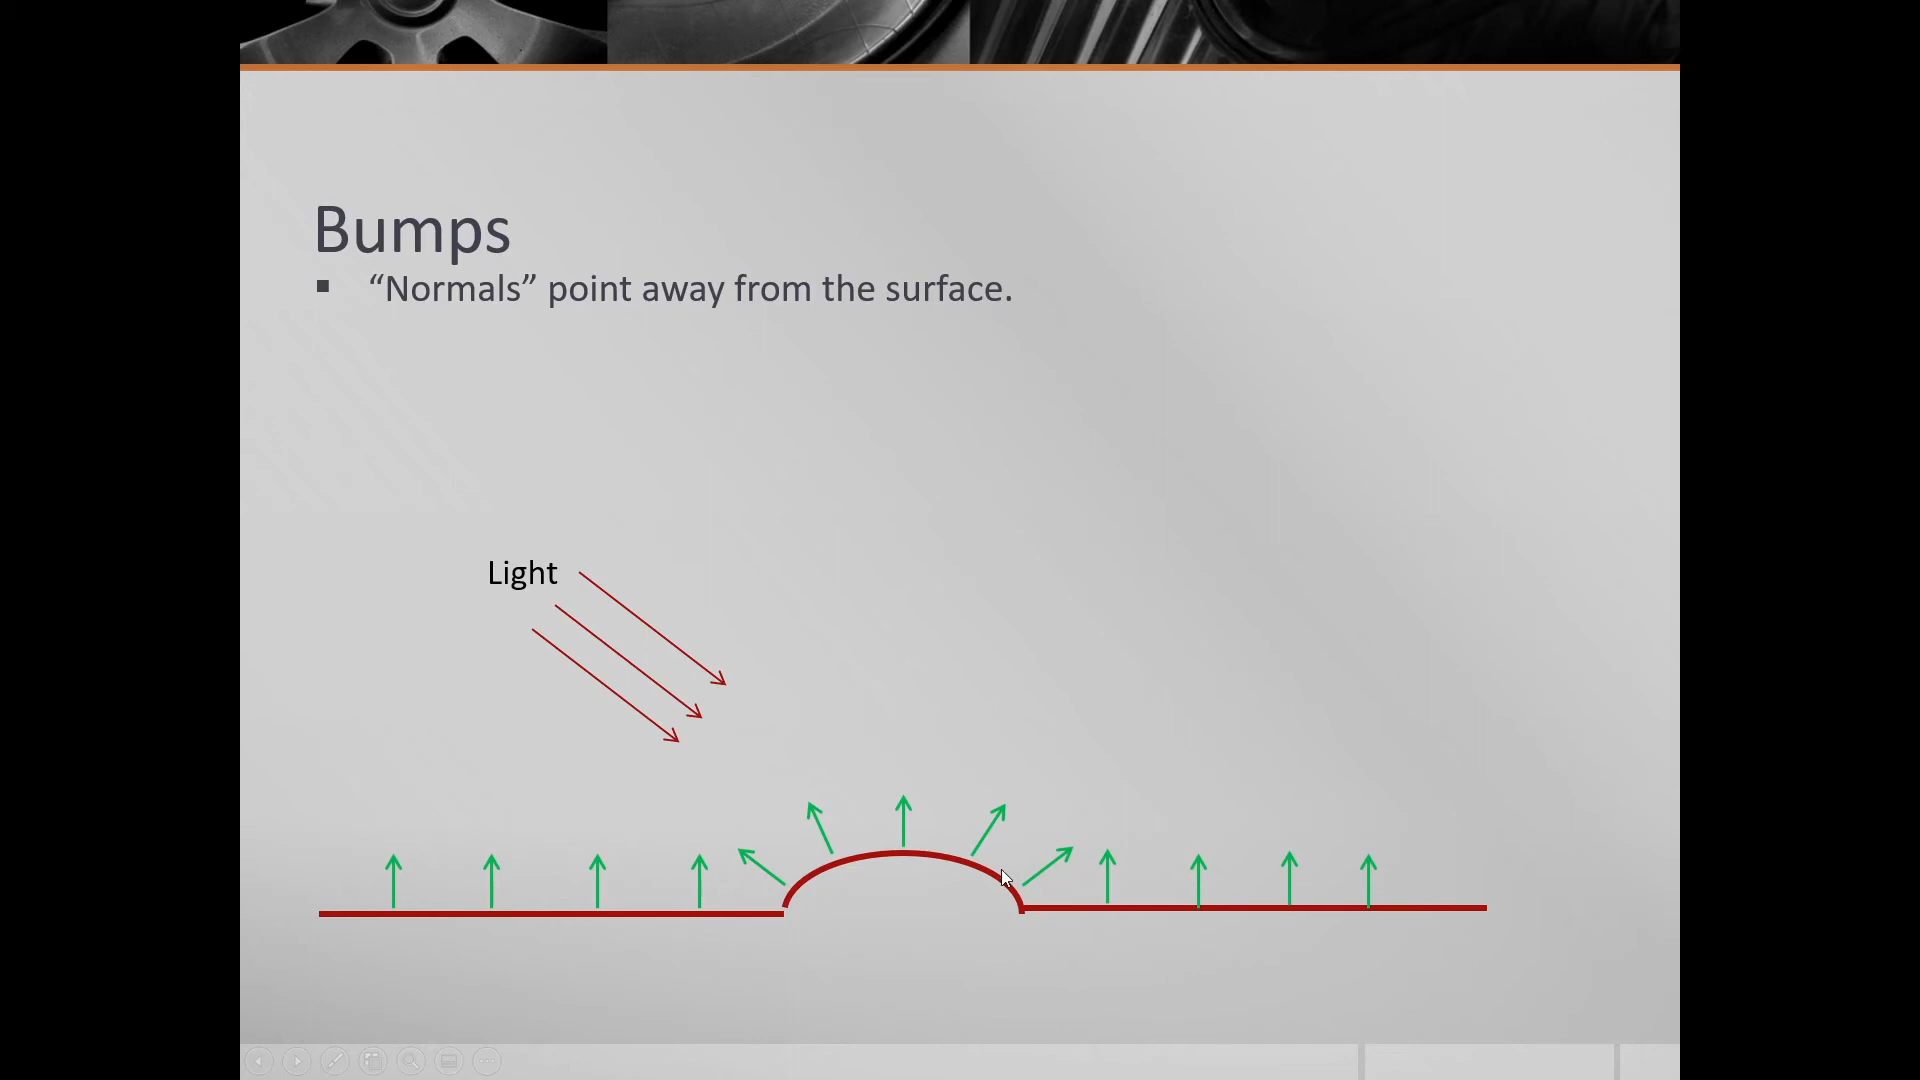 Bumps
“Normals” point away from the surface.
Light